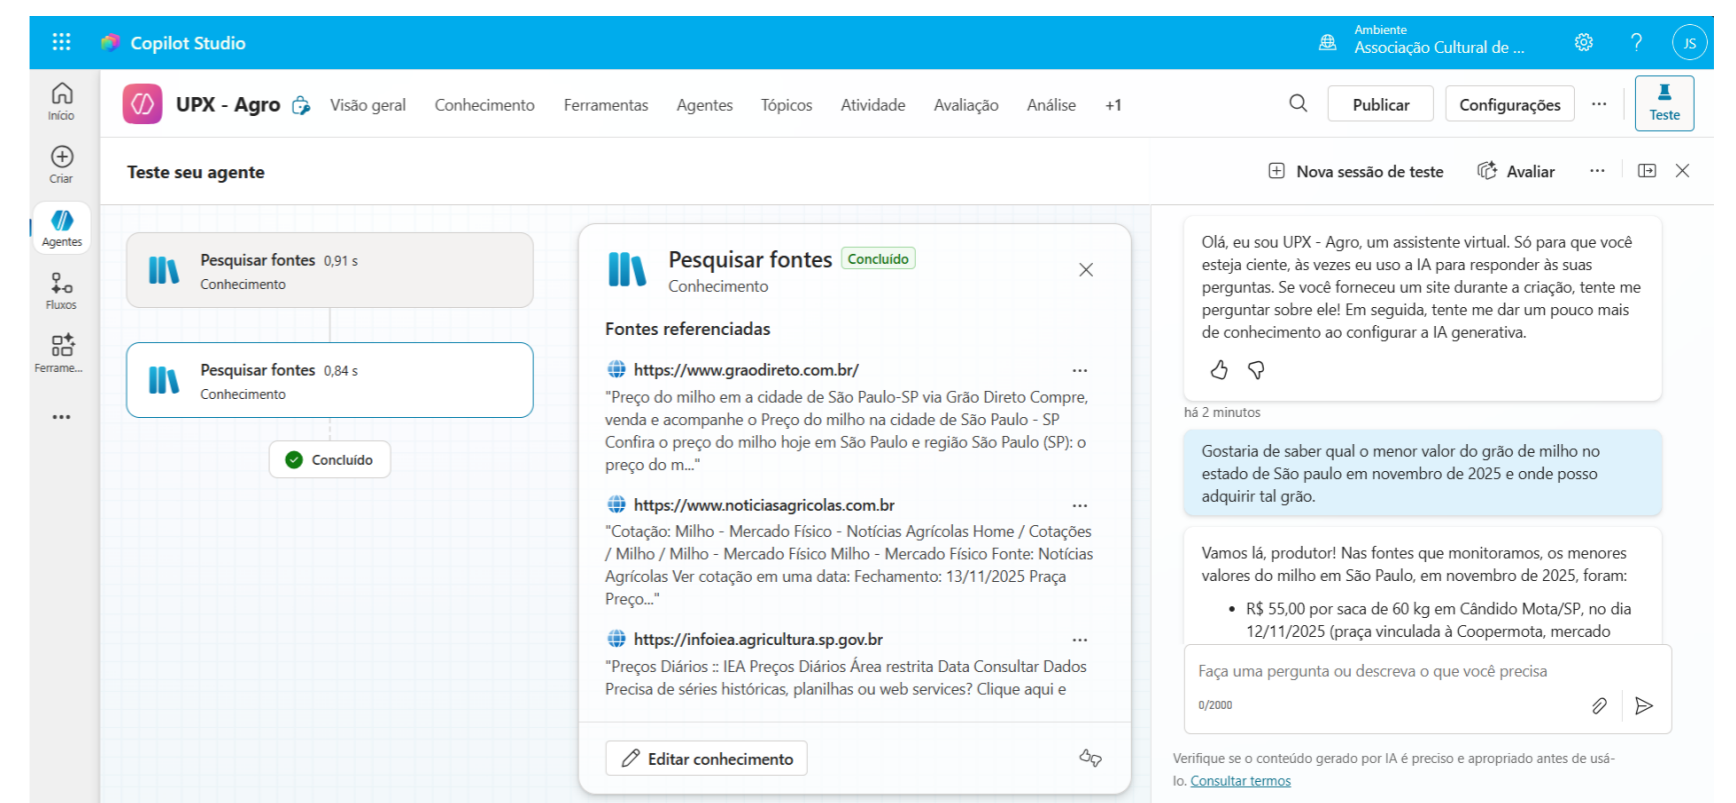 Copilot Studio
Ambiente
Associação Cultural de ...
?
JS
Início
Criar
Agentes
Fluxos
Ferrame...
UPX - Agro
Visão geral
Conhecimento
Ferramentas
Agentes
Tópicos
Atividade
Avaliação
Análise
+1
Publicar
Configurações
...
Teste
Teste seu agente
Nova sessão de teste
Avaliar
...
Pesquisar fontes 0,91 s
Conhecimento
Pesquisar fontes 0,84 s
Conhecimento
Concluído
Pesquisar fontes Concluído
Conhecimento
Fontes referenciadas
https://www.graodireto.com.br/
...
"Preço do milho em a cidade de São Paulo-SP via Grão Direto Compre,
venda e acompanhe o Preço do milho na cidade de São Paulo - SP
Confira o preço do milho hoje em São Paulo e região São Paulo (SP): o
preço do m..."
https://www.noticiasagricolas.com.br
...
"Cotação: Milho - Mercado Físico - Notícias Agrícolas Home / Cotações
/ Milho / Milho - Mercado Físico Milho - Mercado Físico Fonte: Notícias
Agrícolas Ver cotação em uma data: Fechamento: 13/11/2025 Praça
Preço..."
https://infoiea.agricultura.sp.gov.br
...
"Preços Diários :: IEA Preços Diários Área restrita Data Consultar Dados
Precisa de séries históricas, planilhas ou web services? Clique aqui e
Editar conhecimento
Olá, eu sou UPX - Agro, um assistente virtual. Só para que você
esteja ciente, às vezes eu uso a IA para responder às suas
perguntas. Se você forneceu um site durante a criação, tente me
perguntar sobre ele! Em seguida, tente me dar um pouco mais
de conhecimento ao configurar a IA generativa.
há 2 minutos
Gostaria de saber qual o menor valor do grão de milho no
estado de São paulo em novembro de 2025 e onde posso
adquirir tal grão.
Vamos lá, produtor! Nas fontes que monitoramos, os menores
valores do milho em São Paulo, em novembro de 2025, foram:
• R$ 55,00 por saca de 60 kg em Cândido Mota/SP, no dia
12/11/2025 (praça vinculada à Coopermota, mercado
Faça uma pergunta ou descreva o que você precisa
0/2000
Verifique se o conteúdo gerado por IA é preciso e apropriado antes de usá-
lo. Consultar termos